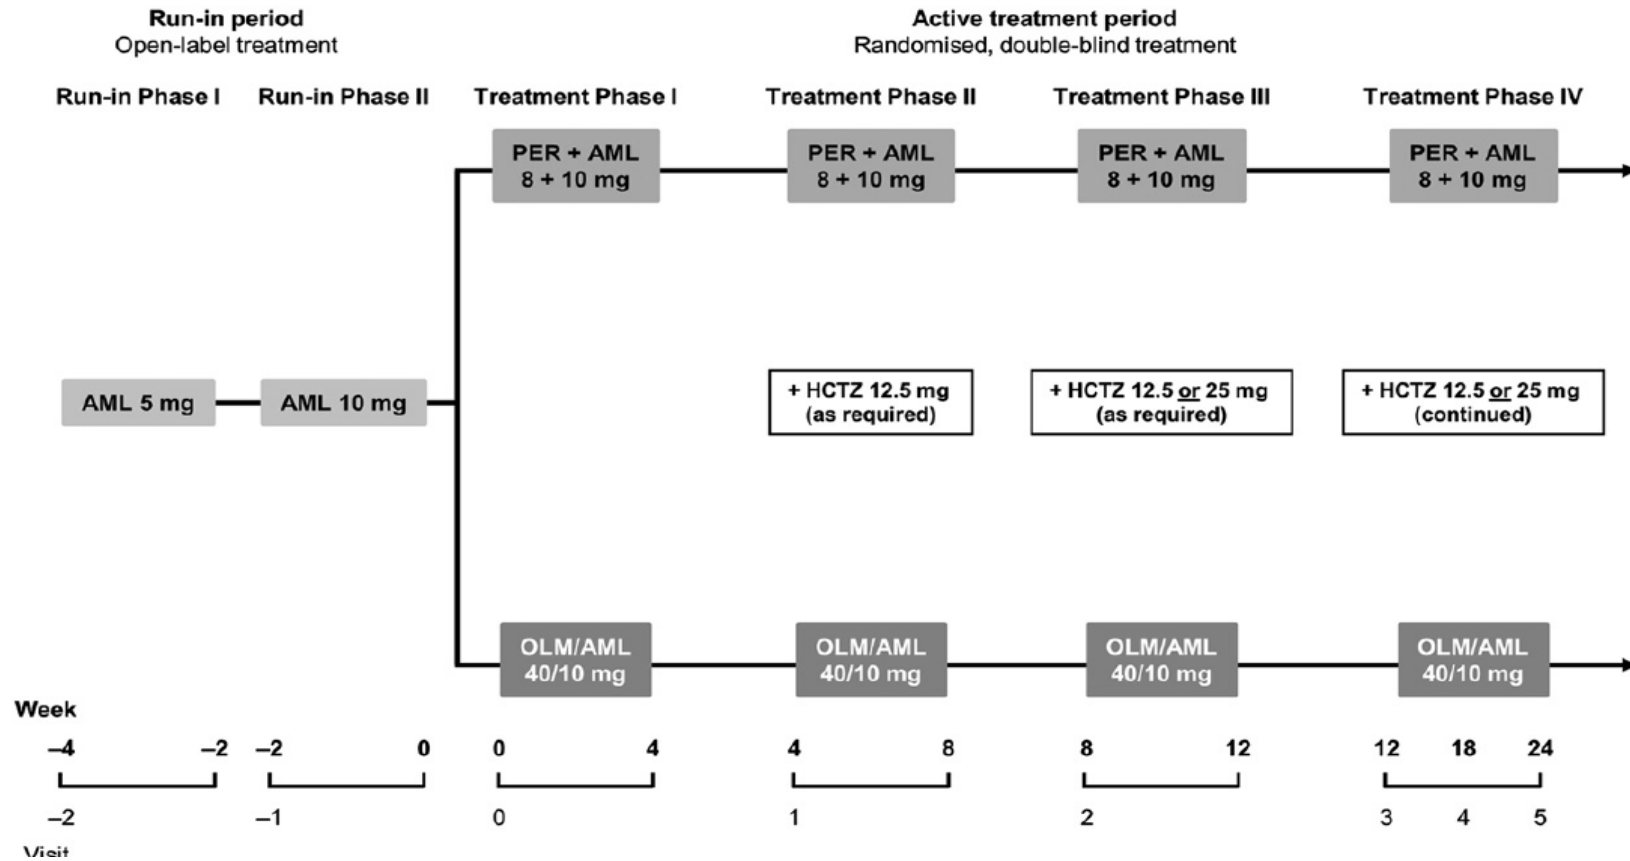 Run-in period
Open-label treatment
Active treatment period
Randomised, double-blind treatment
Run-in Phase I
Run-in Phase II
Treatment Phase I
Treatment Phase II
Treatment Phase III
Treatment Phase IV
PER + AML
8 + 10 mg
PER + AML
8 + 10 mg
PER + AML
8 + 10 mg
PER + AML
8 + 10 mg
AML 5 mg
AML 10 mg
+ HCTZ 12.5 mg
(as required)
+ HCTZ 12.5 or 25 mg
(as required)
+ HCTZ 12.5 or 25 mg
(continued)
OLM/AML
40/10 mg
OLM/AML
40/10 mg
OLM/AML
40/10 mg
OLM/AML
40/10 mg
Week
–4 –2 –2 0 0 4 4 8 8 12 12 18 24
–2 –1 0 1 2 3 4 5
Visit